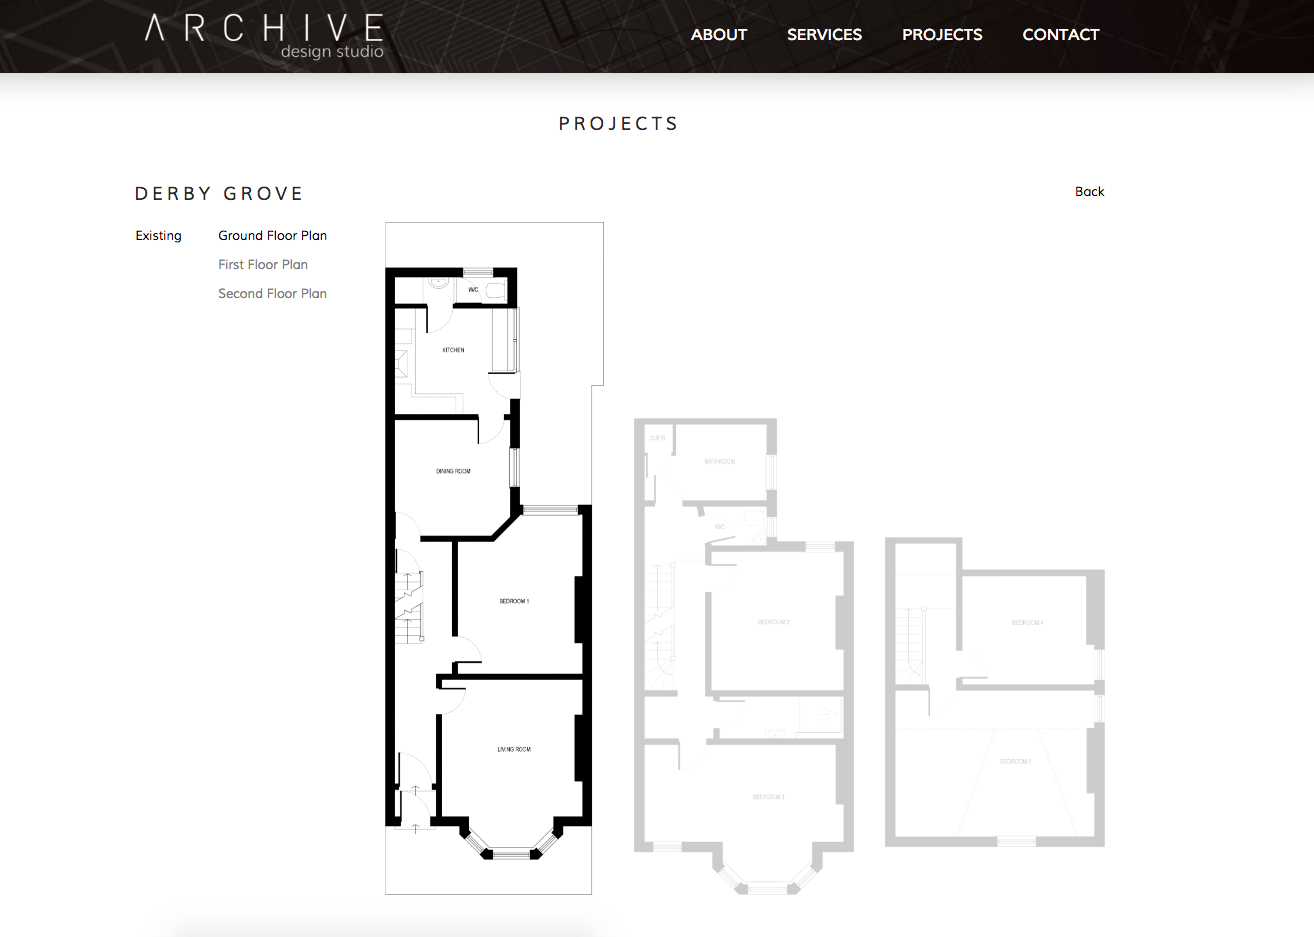 ARCHIVE
design studio
ABOUT SERVICES PROJECTS CONTACT
PROJECTS
DERBY GROVE
Back
Existing
Ground Floor Plan
First Floor Plan
Second Floor Plan
WC
KITCHEN
DINING ROOM
BEDROOM 1
LIVING ROOM
CUP'B
BATHROOM
WC
BEDROOM 2
BEDROOM 3
BEDROOM 4
BEDROOM 5